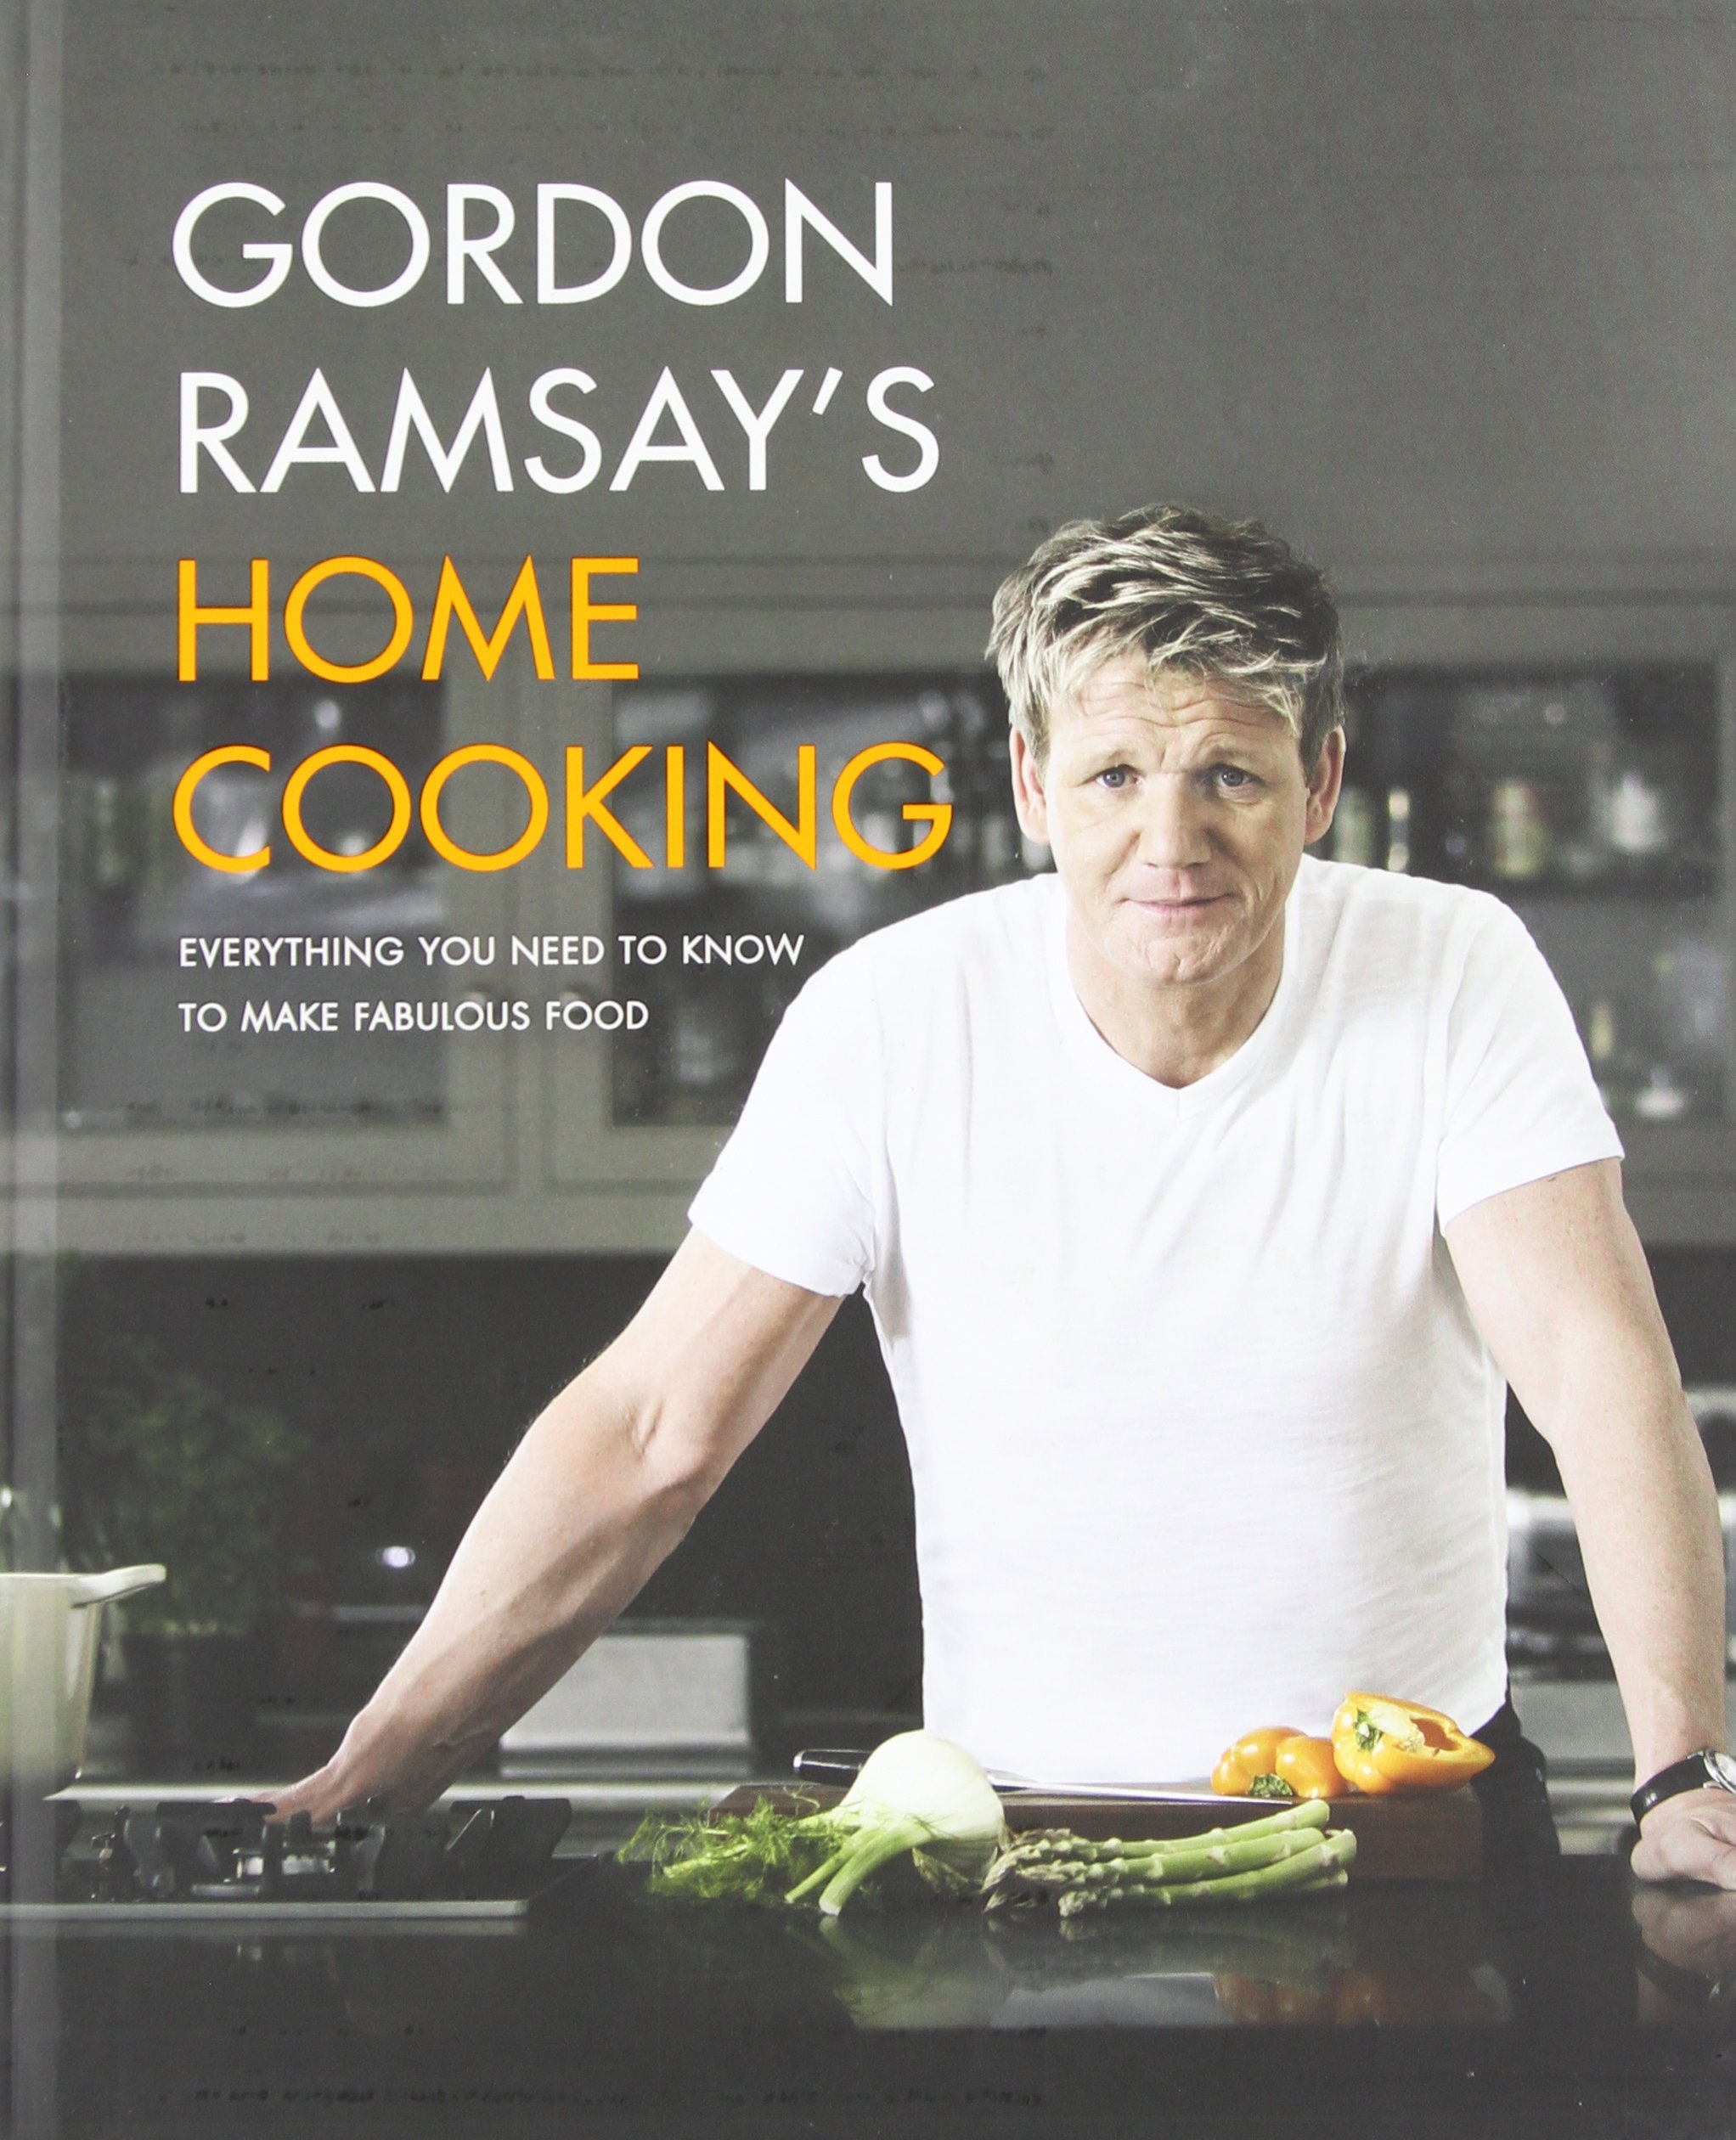 GORDON
RAMSAY'S
HOME
COOKING
EVERYTHING YOU NEED TO KNOW
TO MAKE FABULOUS FOOD